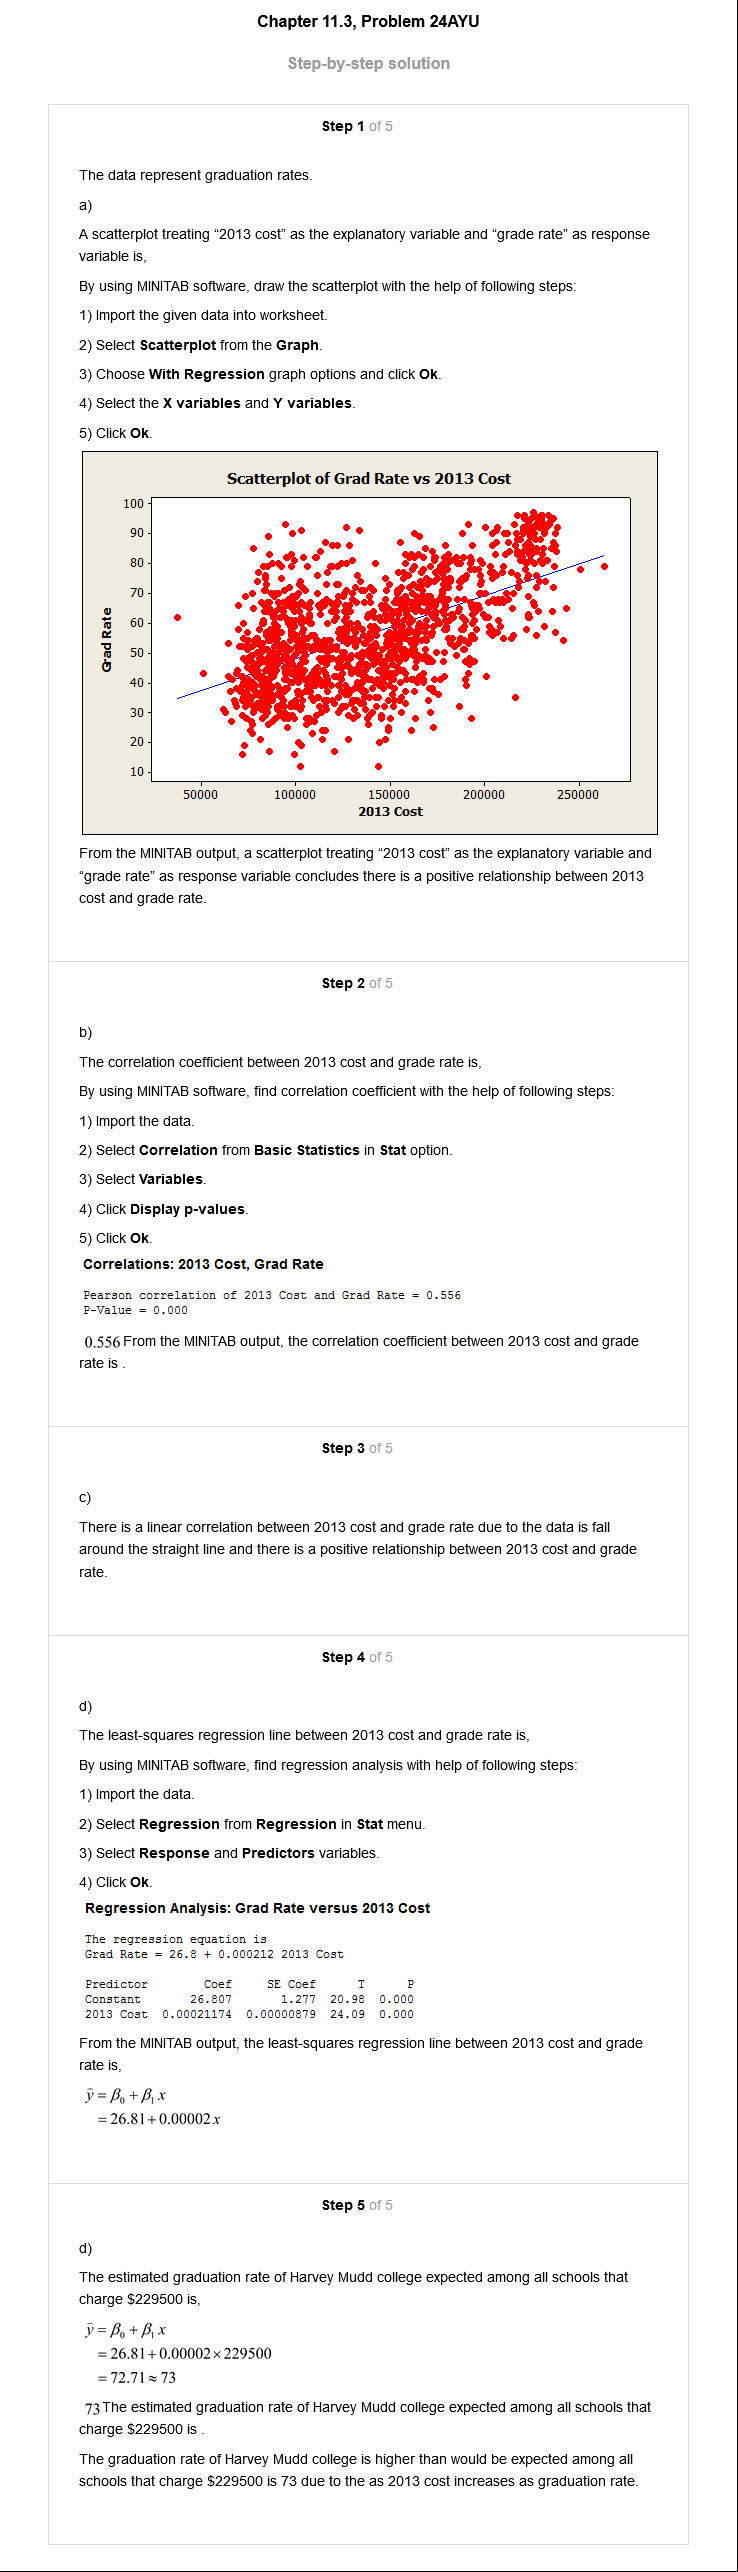 Chapter 11.3, Problem 24AYU
Step-by-step solution
Step 1 of 5
The data represent graduation rates.
a)
A scatterplot treating “2013 cost” as the explanatory variable and “grade rate” as response
variable is,
By using MINITAB software, draw the scatterplot with the help of following steps:
1) Import the given data into worksheet.
2) Select Scatterplot from the Graph.
3) Choose With Regression graph options and click Ok.
4) Select the X variables and Y variables.
5) Click Ok.
Scatterplot of Grad Rate vs 2013 Cost
100
90
80
70
60
50
40
30
20
10
Grad Rate
50000 100000 150000 200000 250000
2013 Cost
From the MINITAB output, a scatterplot treating “2013 cost” as the explanatory variable and
“grade rate” as response variable concludes there is a positive relationship between 2013
cost and grade rate.
Step 2 of 5
b)
The correlation coefficient between 2013 cost and grade rate is,
By using MINITAB software, find correlation coefficient with the help of following steps:
1) Import the data.
2) Select Correlation from Basic Statistics in Stat option.
3) Select Variables.
4) Click Display p-values.
5) Click Ok.
Correlations: 2013 Cost, Grad Rate
Pearson correlation of 2013 Cost and Grad Rate = 0.556
P-Value = 0.000
0.556 From the MINITAB output, the correlation coefficient between 2013 cost and grade
rate is .
Step 3 of 5
c)
There is a linear correlation between 2013 cost and grade rate due to the data is fall
around the straight line and there is a positive relationship between 2013 cost and grade
rate.
Step 4 of 5
d)
The least-squares regression line between 2013 cost and grade rate is,
By using MINITAB software, find regression analysis with help of following steps:
1) Import the data.
2) Select Regression from Regression in Stat menu.
3) Select Response and Predictors variables.
4) Click Ok.
Regression Analysis: Grad Rate versus 2013 Cost
The regression equation is
Grad Rate = 26.8 + 0.000212 2013 Cost
Predictor Coef SE Coef T P
Constant 26.807 1.277 20.98 0.000
2013 Cost 0.00021174 0.00000879 24.09 0.000
From the MINITAB output, the least-squares regression line between 2013 cost and grade
rate is,
ŷ = β₀ + β₁ x
= 26.81 + 0.00002 x
Step 5 of 5
d)
The estimated graduation rate of Harvey Mudd college expected among all schools that
charge $229500 is,
ŷ = β₀ + β₁ x
= 26.81 + 0.00002 × 229500
= 72.71 ≈ 73
73 The estimated graduation rate of Harvey Mudd college expected among all schools that
charge $229500 is .
The graduation rate of Harvey Mudd college is higher than would be expected among all
schools that charge $229500 is 73 due to the as 2013 cost increases as graduation rate.